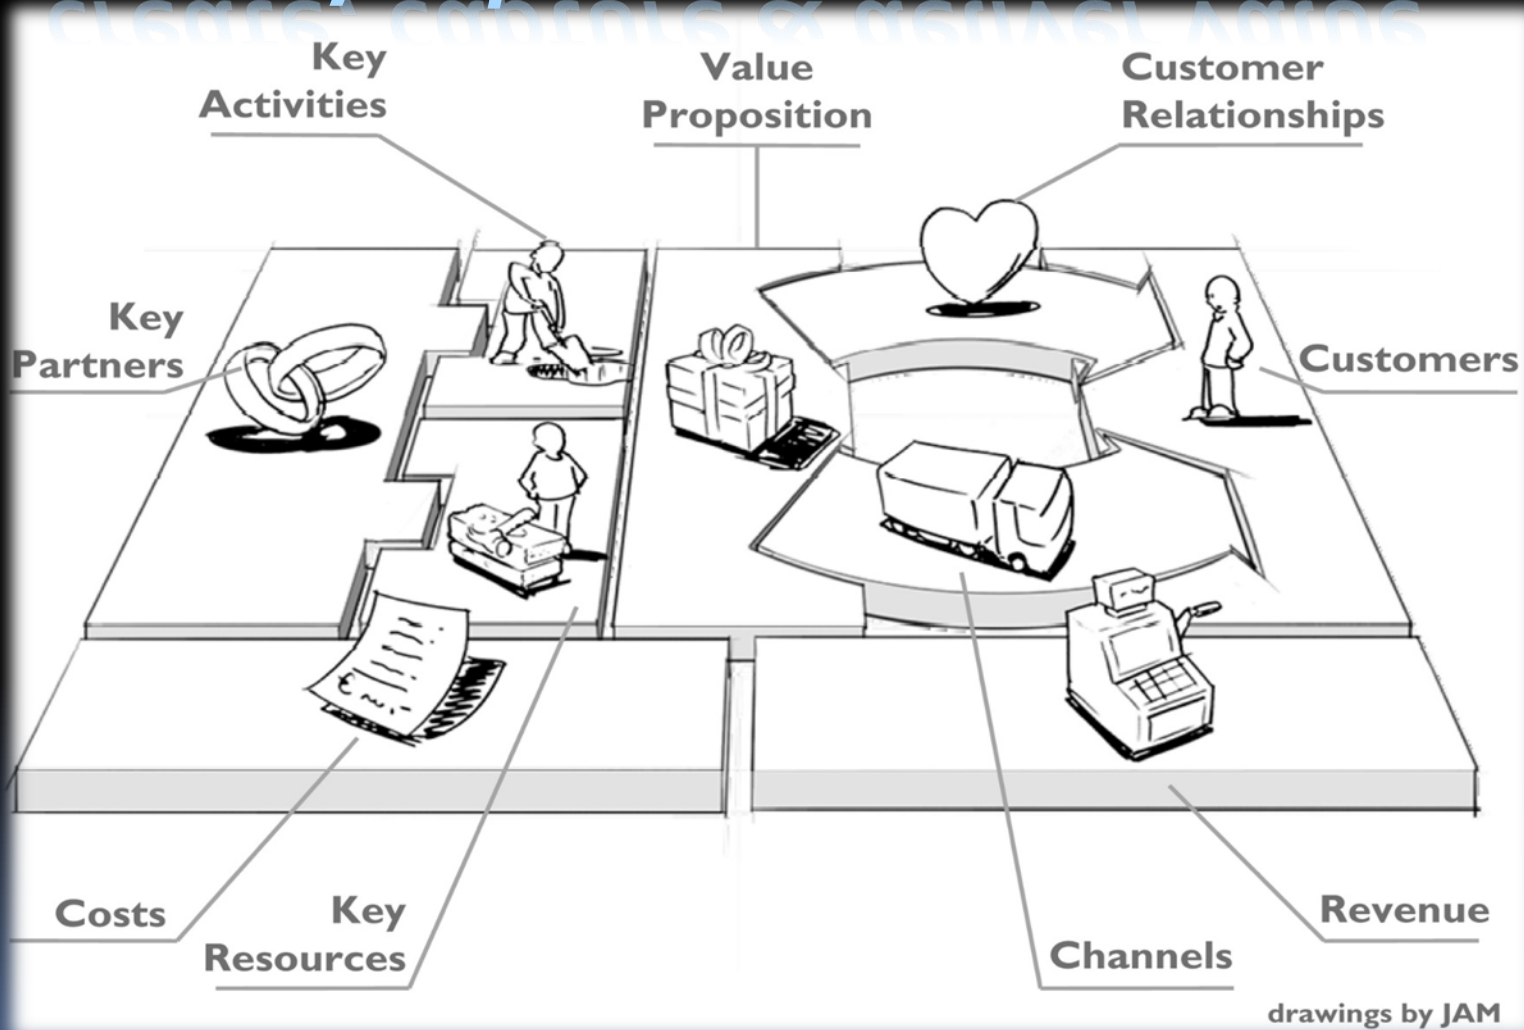 Key
Activities
Value
Proposition
Customer
Relationships
Key
Partners
Customers
Costs
Key
Resources
Channels
Revenue
drawings by JAM